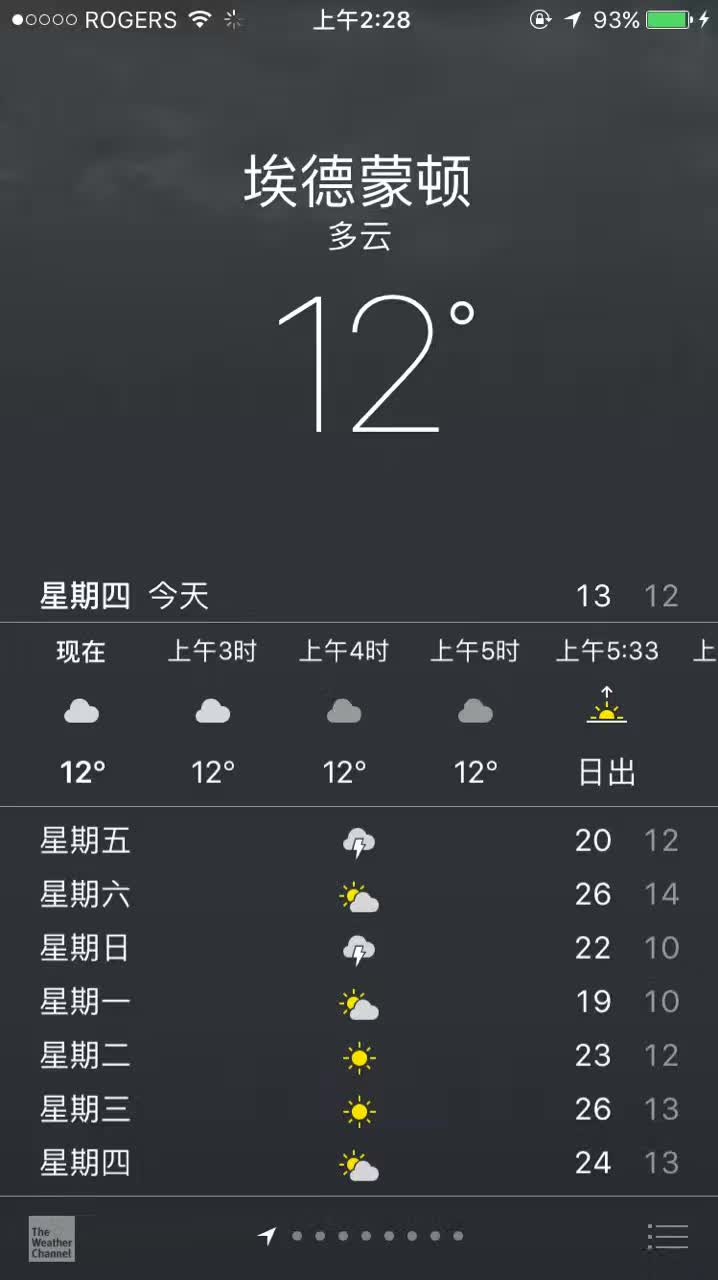 ROGERS 上午2:28 93%
埃德蒙顿
多云
12°
星期四 今天 13 12
现在 上午3时 上午4时 上午5时 上午5:33 上
12° 12° 12° 12° 日出
星期五 20 12
星期六 26 14
星期日 22 10
星期一 19 10
星期二 23 12
星期三 26 13
星期四 24 13
The
Weather
Channel